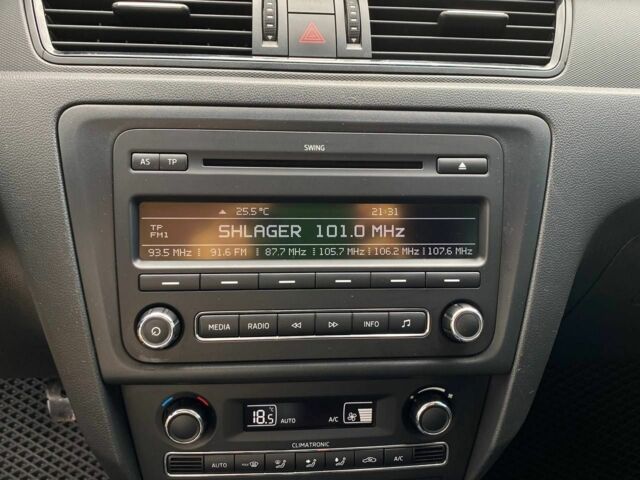 SWING
AS TP
25.5°C 21:31
TP
FM1 SHLAGER 101.0 MHz
93.5 MHz 91.6 FM 87.7 MHz 105.7 MHz 106.2 MHz 107.6 MHz
MEDIA RADIO INFO
18.5°C AUTO A/C
CLIMATRONIC
AUTO MAX A/C